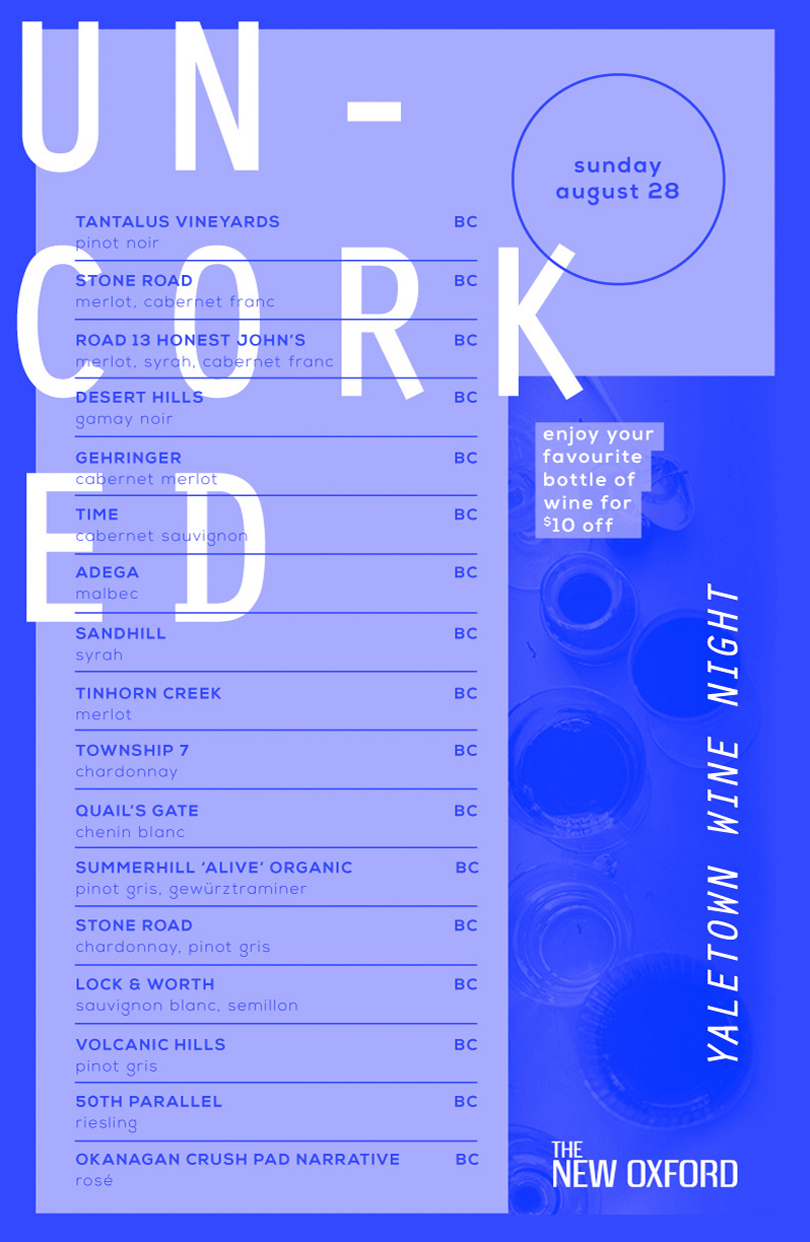 UN-
CORK
ED
sunday
august 28
TANTALUS VINEYARDS BC
pinot noir
STONE ROAD BC
merlot, cabernet franc
ROAD 13 HONEST JOHN'S BC
merlot, syrah, cabernet franc
DESERT HILLS BC
gamay noir
GEHRINGER BC
cabernet merlot
TIME BC
cabernet sauvignon
ADEGA BC
malbec
SANDHILL BC
syrah
TINHORN CREEK BC
merlot
TOWNSHIP 7 BC
chardonnay
QUAIL'S GATE BC
chenin blanc
SUMMERHILL ‘ALIVE’ ORGANIC BC
pinot gris, gewürztraminer
STONE ROAD BC
chardonnay, pinot gris
LOCK & WORTH BC
sauvignon blanc, semillon
VOLCANIC HILLS BC
pinot gris
50TH PARALLEL BC
riesling
OKANAGAN CRUSH PAD NARRATIVE BC
rosé
enjoy your
favourite
bottle of
wine for
$10 off
YALETOWN WINE NIGHT
THE
NEW OXFORD